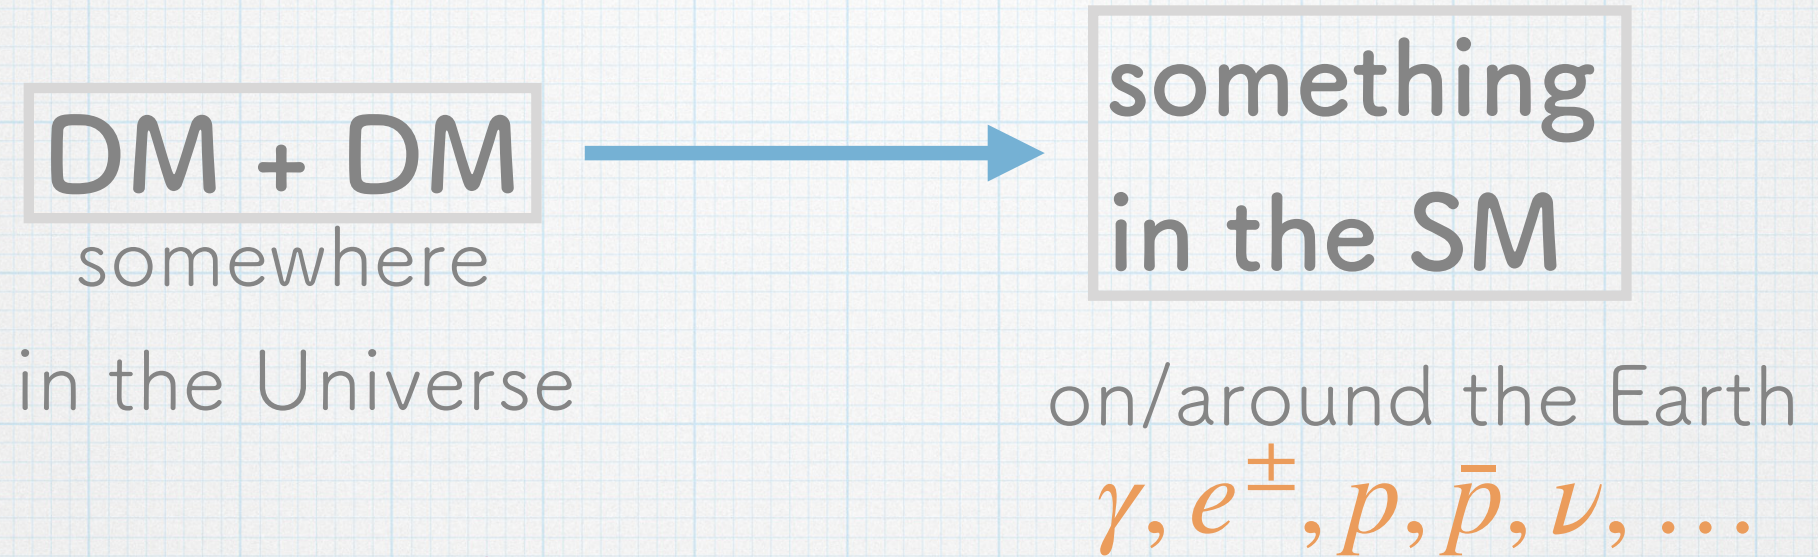 DM + DM
somewhere
in the Universe
something
in the SM
on/around the Earth
γ, e±, p, p̄, ν, ...